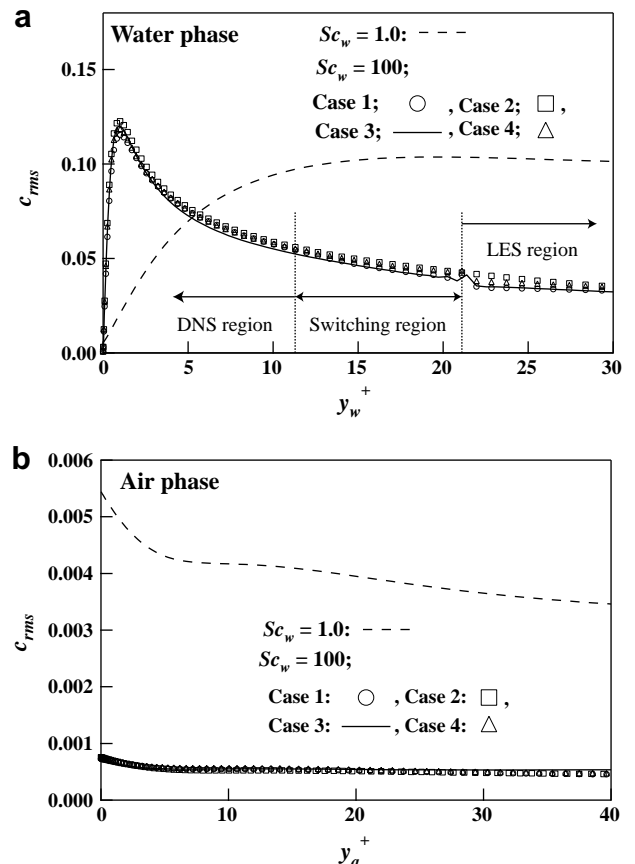 a
Water phase
Sc_w = 1.0:
Sc_w = 100;
Case 1; ○ , Case 2; □ ,
Case 3; —— , Case 4; △
0.15
0.10
0.05
0.00
c_rms
LES region
DNS region
Switching region
0 5 10 15 20 25 30
y_w^+
b
Air phase
0.006
0.005
0.004
0.003
0.002
0.001
0.000
c_rms
Sc_w = 1.0:
Sc_w = 100;
Case 1: ○ , Case 2: □ ,
Case 3: —— , Case 4: △
0 10 20 30 40
y_a^+